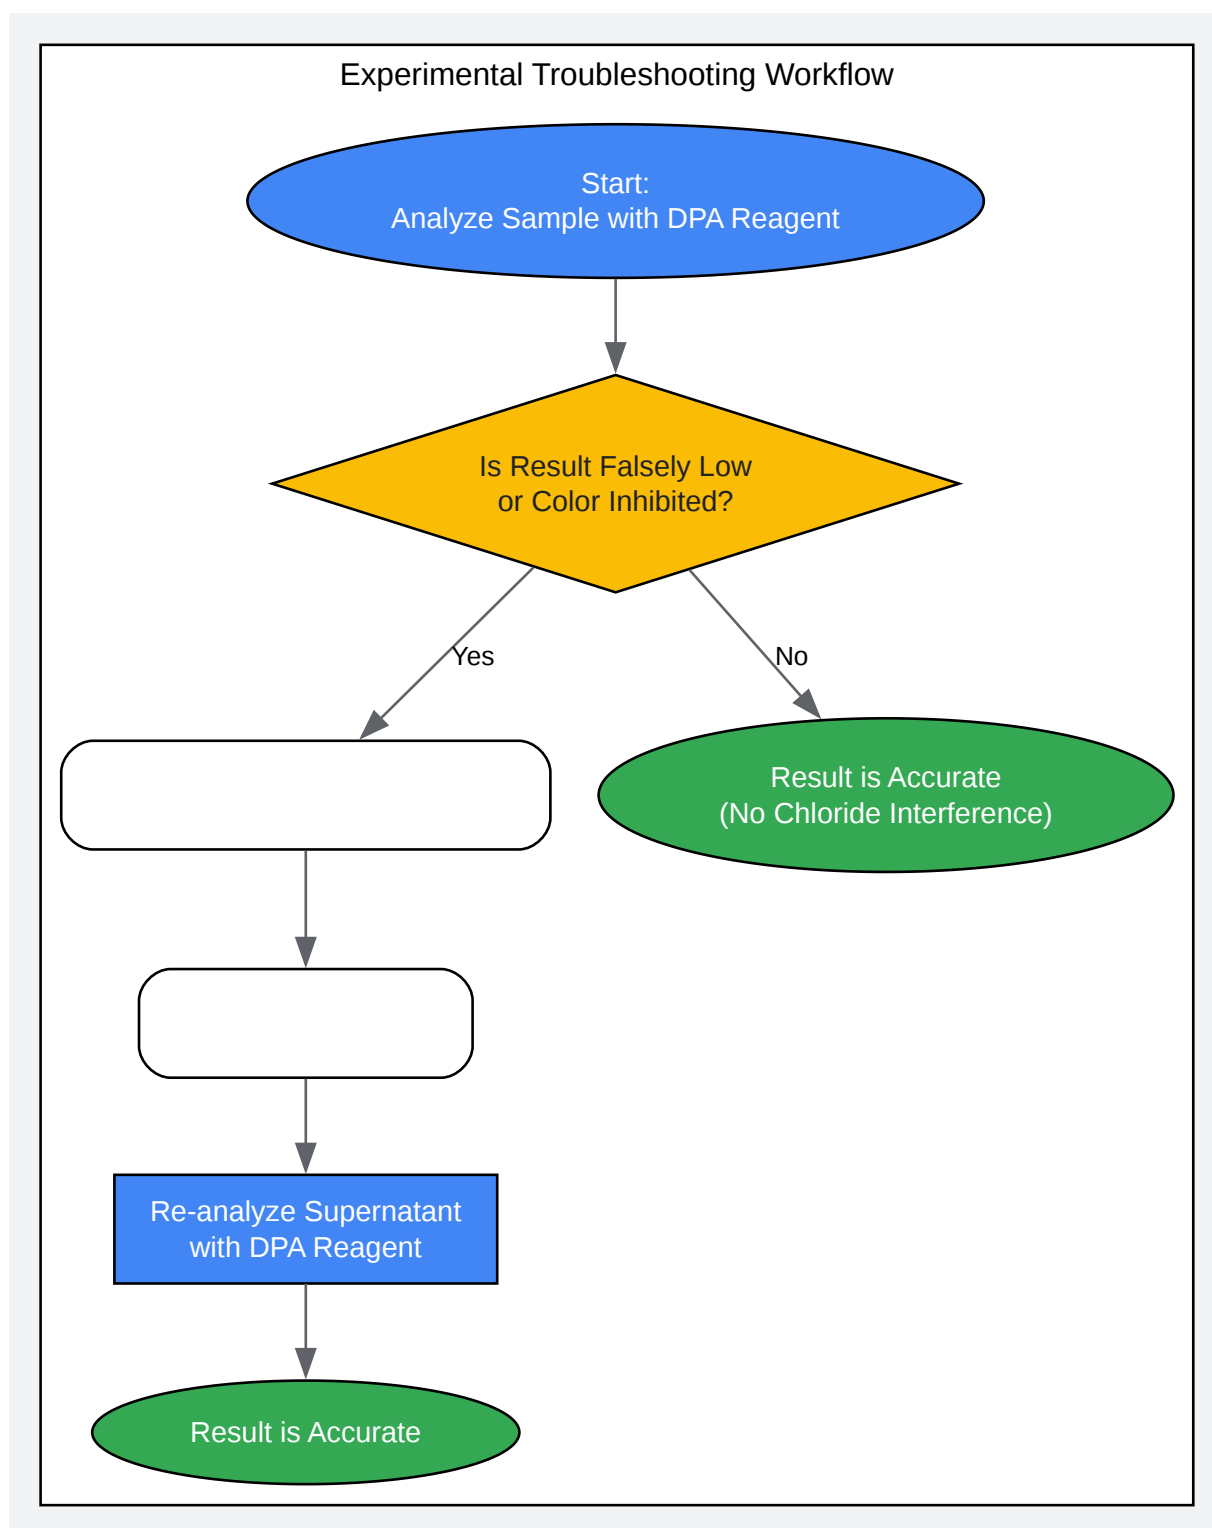 Experimental Troubleshooting Workflow
Start:
Analyze Sample with DPA Reagent
Is Result Falsely Low
or Color Inhibited?
Yes
No
Result is Accurate
(No Chloride Interference)
Re-analyze Supernatant
with DPA Reagent
Result is Accurate